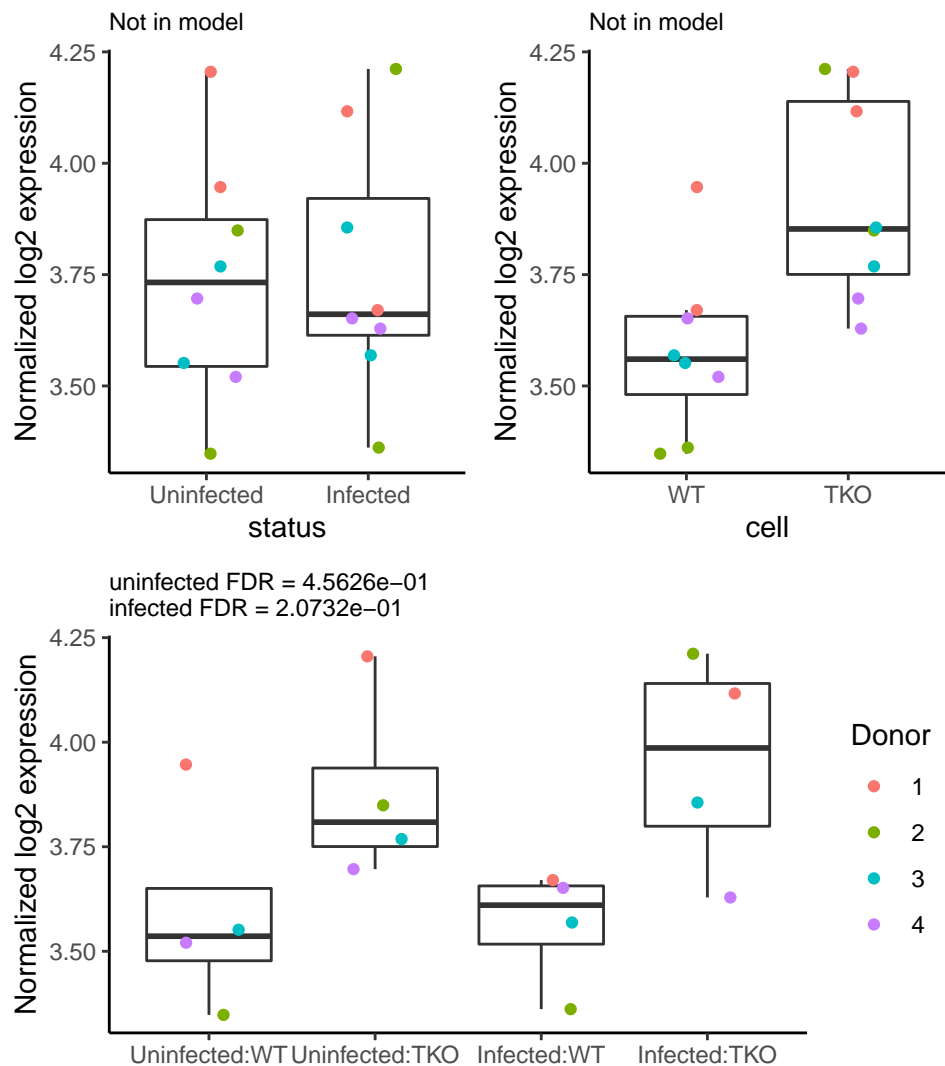 Not in model
Normalized log2 expression
4.25
4.00
3.75
3.50
Uninfected Infected
status
Not in model
Normalized log2 expression
4.25
4.00
3.75
3.50
WT TKO
cell
uninfected FDR = 4.5626e−01
infected FDR = 2.0732e−01
Normalized log2 expression
4.25
4.00
3.75
3.50
Uninfected:WT Uninfected:TKO Infected:WT Infected:TKO
Donor
1
2
3
4